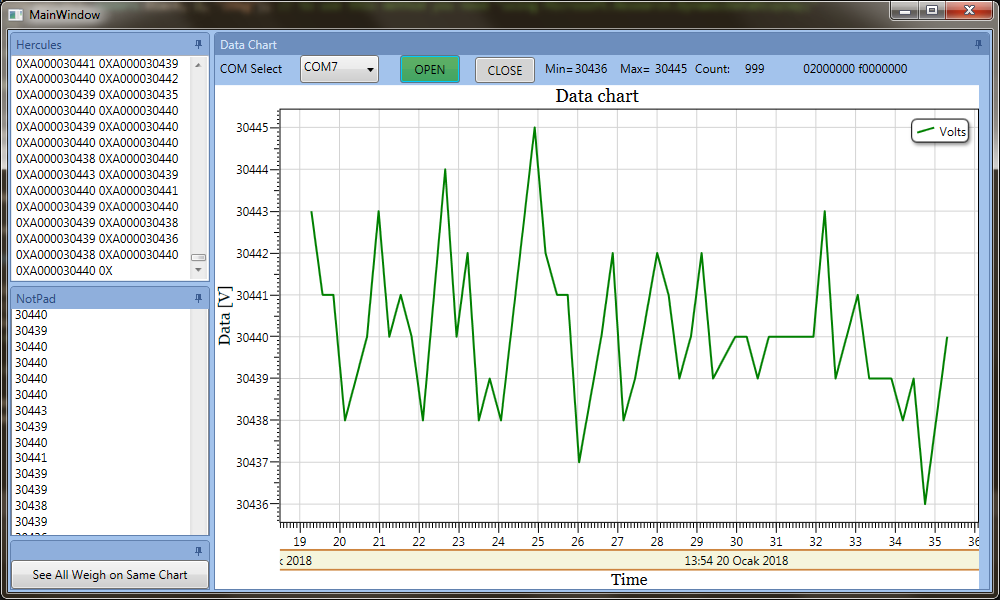 MainWindow
Hercules
0XA000030441 0XA000030439
0XA000030440 0XA000030442
0XA000030439 0XA000030435
0XA000030440 0XA000030440
0XA000030439 0XA000030440
0XA000030440 0XA000030440
0XA000030438 0XA000030440
0XA000030443 0XA000030439
0XA000030440 0XA000030441
0XA000030439 0XA000030440
0XA000030439 0XA000030438
0XA000030439 0XA000030436
0XA000030438 0XA000030440
0XA000030440 0X
NotPad
30440
30439
30440
30440
30440
30440
30443
30439
30440
30441
30439
30439
30438
30439
See All Weigh on Same Chart
Data Chart
COM Select COM7 OPEN CLOSE Min= 30436 Max= 30445 Count: 999 02000000 f0000000
Data chart
Volts
Data [V]
30445
30444
30443
30442
30441
30440
30439
30438
30437
30436
19 20 21 22 23 24 25 26 27 28 29 30 31 32 33 34 35 36
2018 13:54 20 Ocak 2018
Time